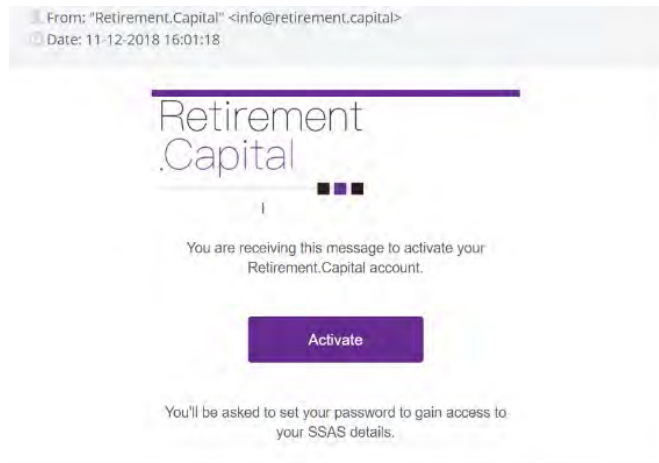 From: "Retirement.Capital" <info@retirement.capital>
Date: 11-12-2018 16:01:18
Retirement
.Capital
You are receiving this message to activate your
Retirement.Capital account.
Activate
You'll be asked to set your password to gain access to
your SSAS details.